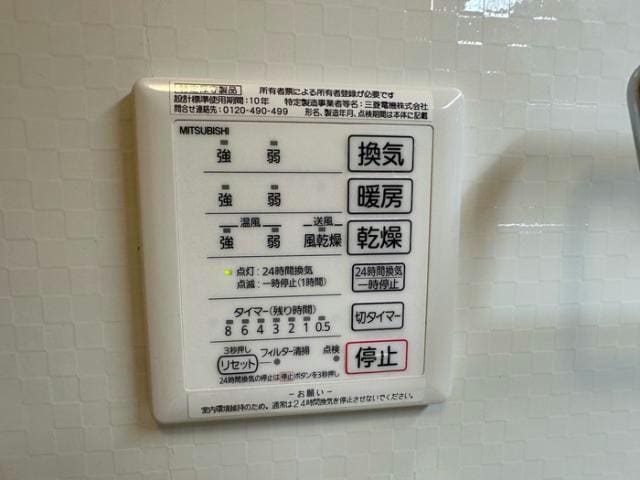 所有者票による所有者登録が必要です
設計標準使用期間:10年 特定製造事業者等名:三菱電機株式会社
問合せ連絡先:0120-490-499 形名、製造年月、点検期間は本体に記載
MITSUBISHI
強 弱 換気
強 弱 暖房
温風 送風
強 弱 風乾燥 乾燥
点灯:24時間換気
点滅:一時停止(1時間)
24時間換気
一時停止
タイマー(残り時間)
8 6 4 3 2 1 0.5
切タイマー
3秒押し
リセット フィルター清掃 点検
停止
24時間換気の停止は停止ボタンを3秒押し
－お願い－
室内環境維持のため、通常は24時間換気を停止させないでください。